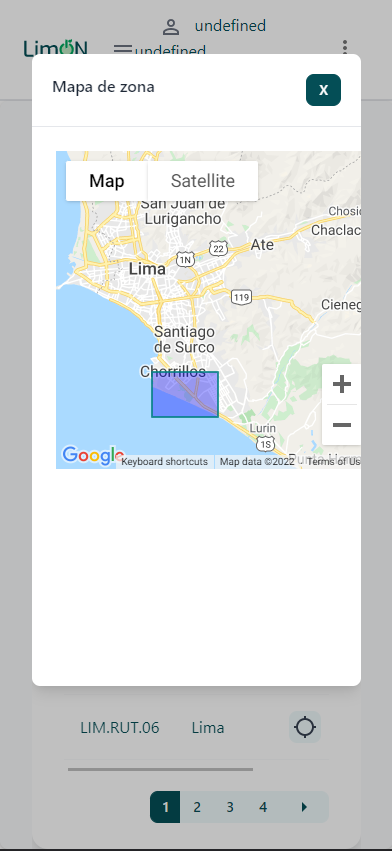 undefined
LimON
undefined
Mapa de zona
X
Map
Satellite
San Juan de
Lurigancho
Chosic
Chaclac
22
Ate
1N
Lima
119
Cieneg
Santiago
de Surco
Chorrillos
Lurin
1S
Google
Keyboard shortcuts
Map data ©2022
Terms of Us
LIM.RUT.06
Lima
1
2
3
4